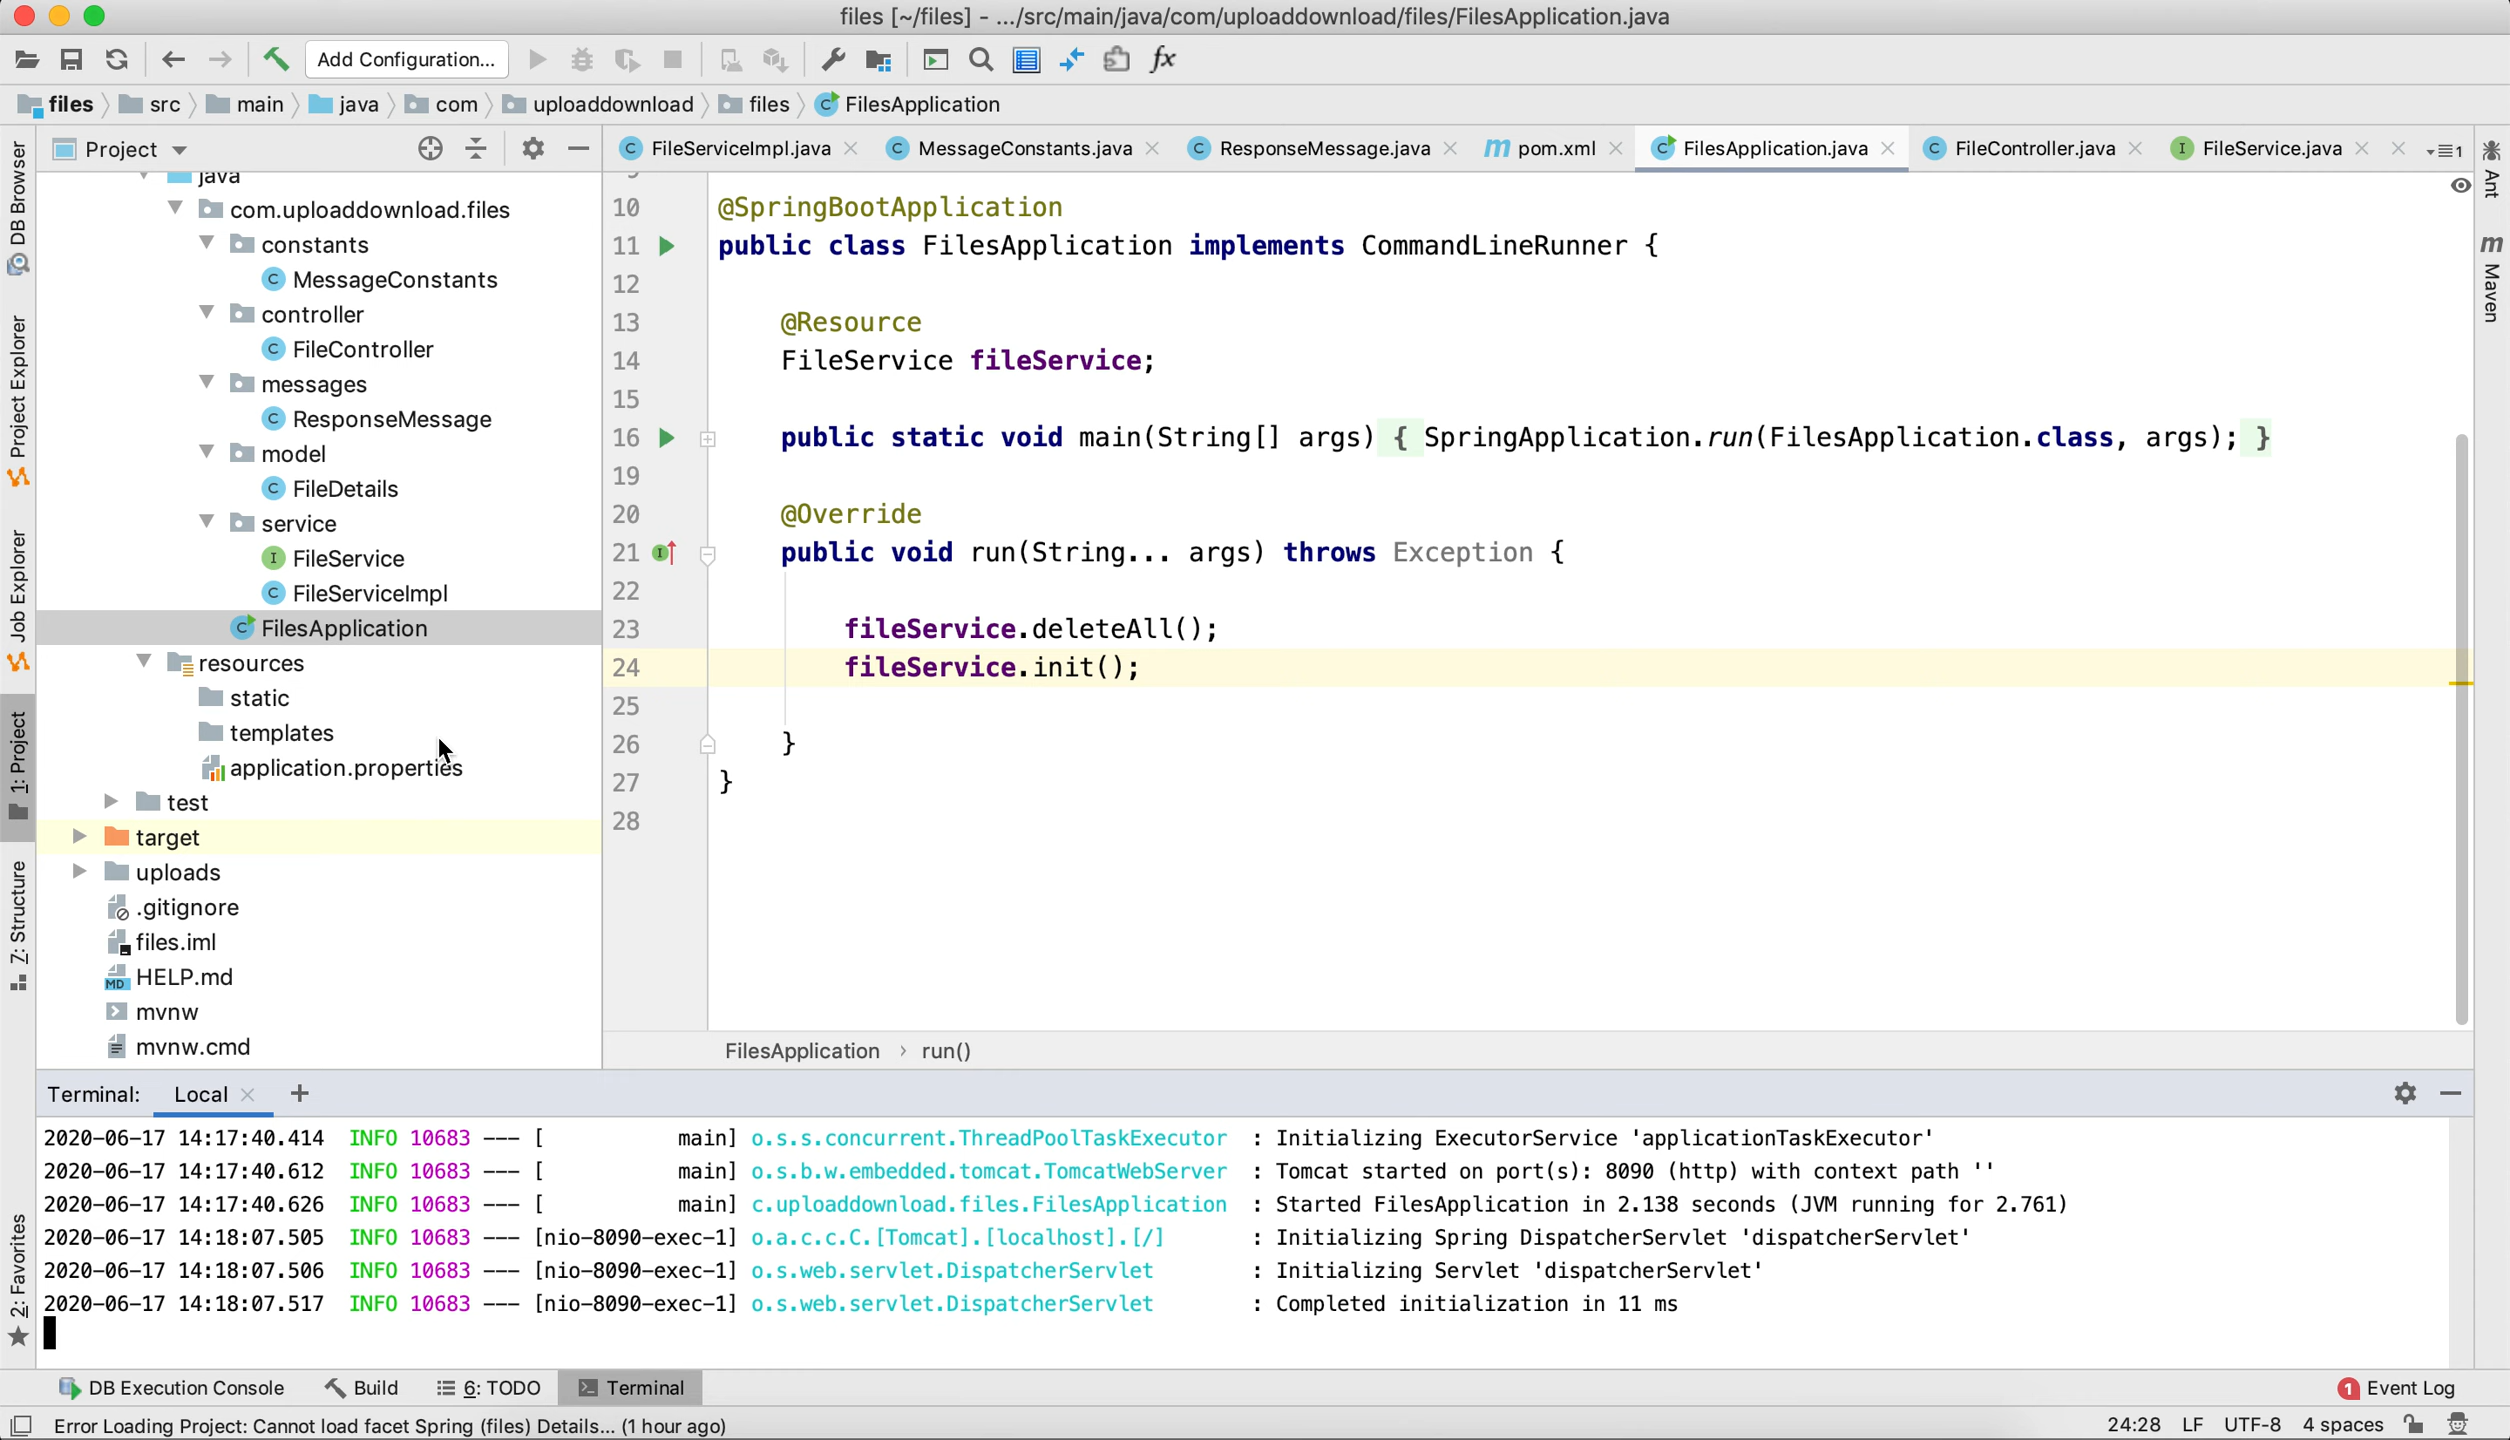 files [~/files] - .../src/main/java/com/uploaddownload/files/FilesApplication.java
Add Configuration...
files src main java com uploaddownload files FilesApplication
Project
FileServiceImpl.java MessageConstants.java ResponseMessage.java pom.xml FilesApplication.java FileController.java FileService.java 1
java
com.uploaddownload.files
constants
MessageConstants
controller
FileController
messages
ResponseMessage
model
FileDetails
service
FileService
FileServiceImpl
FilesApplication
resources
static
templates
application.properties
test
target
uploads
.gitignore
files.iml
HELP.md
mvnw
mvnw.cmd
DB Browser
Project Explorer
Job Explorer
1: Project
7: Structure
2: Favorites
9
10 @SpringBootApplication
11 public class FilesApplication implements CommandLineRunner {
12
13 @Resource
14 FileService fileService;
15
16 public static void main(String[] args) { SpringApplication.run(FilesApplication.class, args); }
19
20 @Override
21 public void run(String... args) throws Exception {
22
23 fileService.deleteAll();
24 fileService.init();
25
26 }
27 }
28
FilesApplication › run()
Ant
Maven
Terminal: Local
2020-06-17 14:17:40.414 INFO 10683 --- [ main] o.s.s.concurrent.ThreadPoolTaskExecutor : Initializing ExecutorService 'applicationTaskExecutor'
2020-06-17 14:17:40.612 INFO 10683 --- [ main] o.s.b.w.embedded.tomcat.TomcatWebServer : Tomcat started on port(s): 8090 (http) with context path ''
2020-06-17 14:17:40.626 INFO 10683 --- [ main] c.uploaddownload.files.FilesApplication : Started FilesApplication in 2.138 seconds (JVM running for 2.761)
2020-06-17 14:18:07.505 INFO 10683 --- [nio-8090-exec-1] o.a.c.c.C.[Tomcat].[localhost].[/] : Initializing Spring DispatcherServlet 'dispatcherServlet'
2020-06-17 14:18:07.506 INFO 10683 --- [nio-8090-exec-1] o.s.web.servlet.DispatcherServlet : Initializing Servlet 'dispatcherServlet'
2020-06-17 14:18:07.517 INFO 10683 --- [nio-8090-exec-1] o.s.web.servlet.DispatcherServlet : Completed initialization in 11 ms
DB Execution Console Build 6: TODO Terminal 1 Event Log
Error Loading Project: Cannot load facet Spring (files) Details... (1 hour ago) 24:28 LF UTF-8 4 spaces